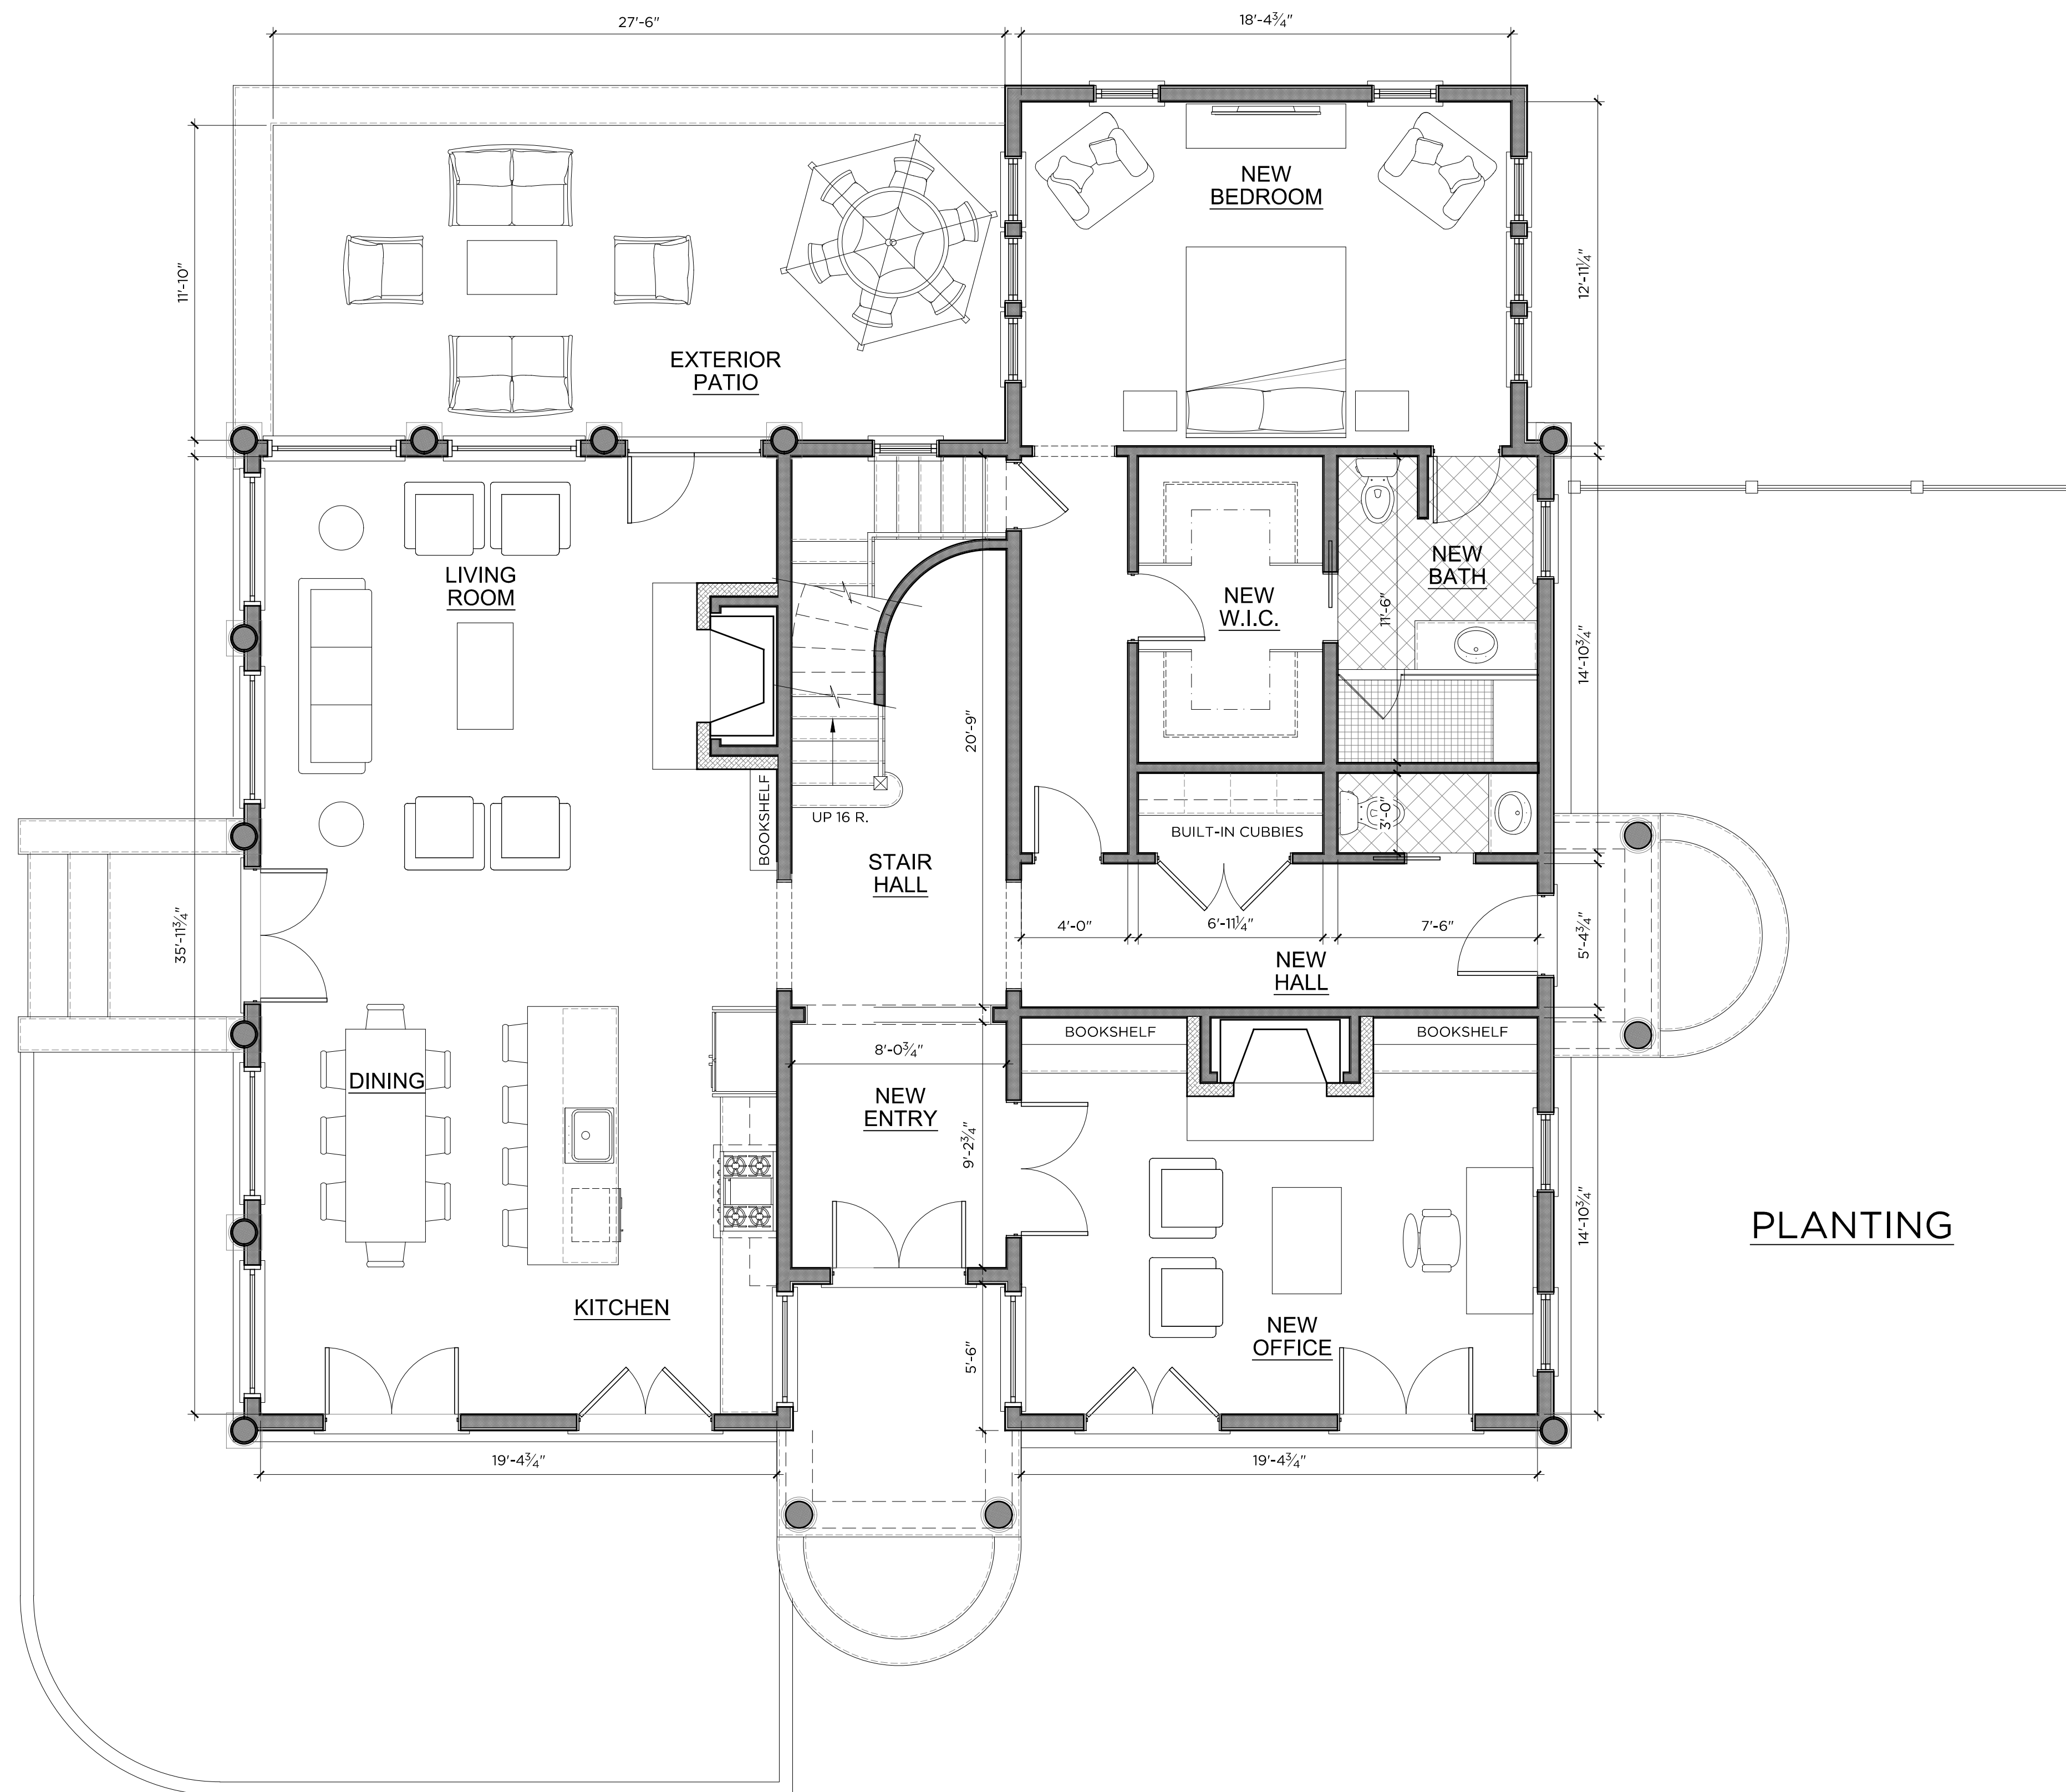 27'-6"
18'-4¾"
11'-10"
12'-11¼"
NEW
BEDROOM
EXTERIOR
PATIO
LIVING
ROOM
NEW
W.I.C.
NEW
BATH
11'-6"
14'-10¾"
20'-9"
BOOKSHELF
UP 16 R.
STAIR
HALL
BUILT-IN CUBBIES
3'-0"
35'-11¾"
4'-0"
6'-11¼"
7'-6"
5'-4¾"
NEW
HALL
BOOKSHELF
BOOKSHELF
8'-0¾"
DINING
NEW
ENTRY
9'-2¾"
14'-10¾"
PLANTING
KITCHEN
NEW
OFFICE
5'-6"
19'-4¾"
19'-4¾"